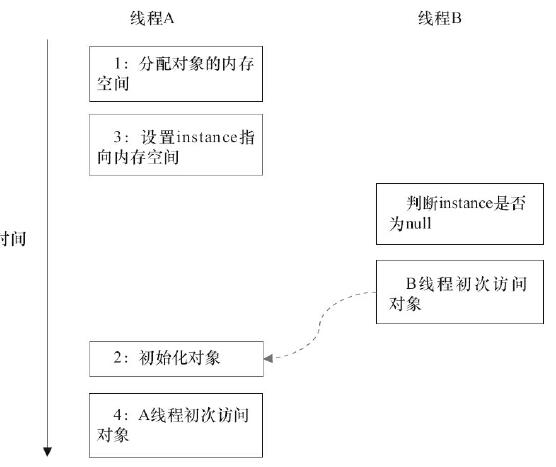 线程A
线程B
1：分配对象的内存
空间
3：设置instance指
向内存空间
判断instance是否
为null
时间
B线程初次访问
对象
2：初始化对象
4：A线程初次访问
对象